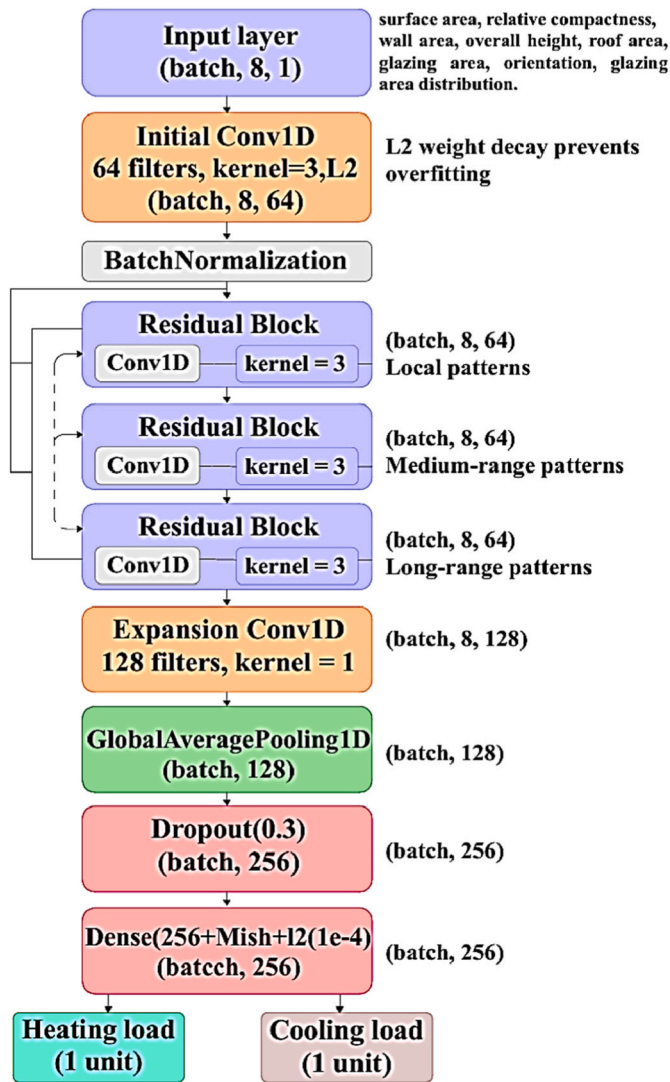 Input layer
(batch, 8, 1)
surface area, relative compactness,
wall area, overall height, roof area,
glazing area, orientation, glazing
area distribution.
Initial Conv1D
64 filters, kernel=3,L2
(batch, 8, 64)
L2 weight decay prevents
overfitting
BatchNormalization
Residual Block
Conv1D
kernel = 3
(batch, 8, 64)
Local patterns
Residual Block
Conv1D
kernel = 3
(batch, 8, 64)
Medium-range patterns
Residual Block
Conv1D
kernel = 3
(batch, 8, 64)
Long-range patterns
Expansion Conv1D
128 filters, kernel = 1
(batch, 8, 128)
GlobalAveragePooling1D
(batch, 128)
(batch, 128)
Dropout(0.3)
(batch, 256)
(batch, 256)
Dense(256+Mish+l2(1e-4)
(batcch, 256)
(batch, 256)
Heating load
(1 unit)
Cooling load
(1 unit)